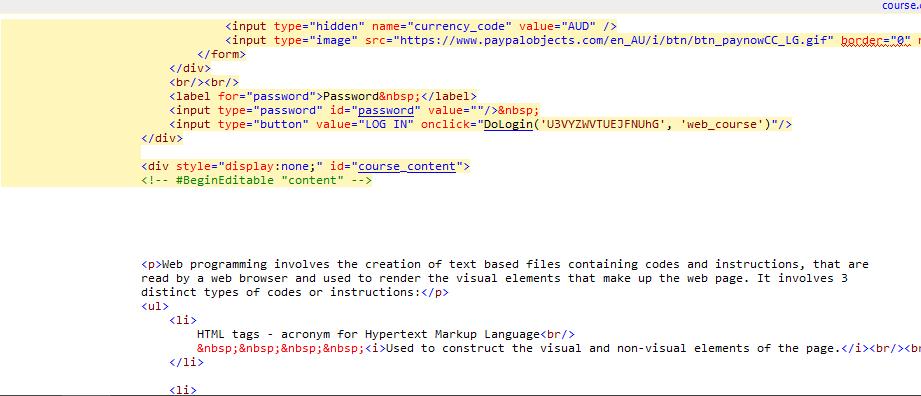 course.
<input type="hidden" name="currency_code" value="AUD" />
<input type="image" src="https://www.paypalobjects.com/en_AU/i/btn/btn_paynowCC_LG.gif" border="0"
</form>
</div>
<br/><br/>
<label for="password">Password&nbsp;</label>
<input type="password" id="password" value=""/>&nbsp;
<input type="button" value="LOG IN" onclick="DoLogin('U3VYZWVTUEJFNUhG', 'web_course')"/>
</div>
<div style="display:none;" id="course_content">
<!-- #BeginEditable "content" -->
<p>Web programming involves the creation of text based files containing codes and instructions, that are
read by a web browser and used to render the visual elements that make up the web page. It involves 3
distinct types of codes or instructions:</p>
<ul>
<li>
HTML tags - acronym for Hypertext Markup Language<br/>
&nbsp;&nbsp;&nbsp;&nbsp;<i>Used to construct the visual and non-visual elements of the page.</i><br/><br
</li>
<li>